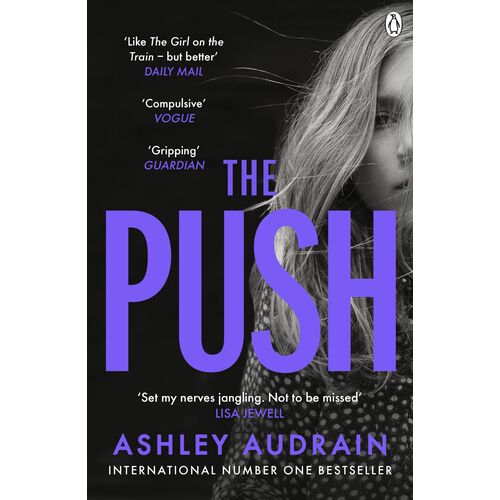 ‘Like The Girl on the
Train – but better’
DAILY MAIL
‘Compulsive’
VOGUE
‘Gripping’
GUARDIAN
THE
PUSH
‘Set my nerves jangling. Not to be missed’
LISA JEWELL
ASHLEY AUDRAIN
INTERNATIONAL NUMBER ONE BESTSELLER